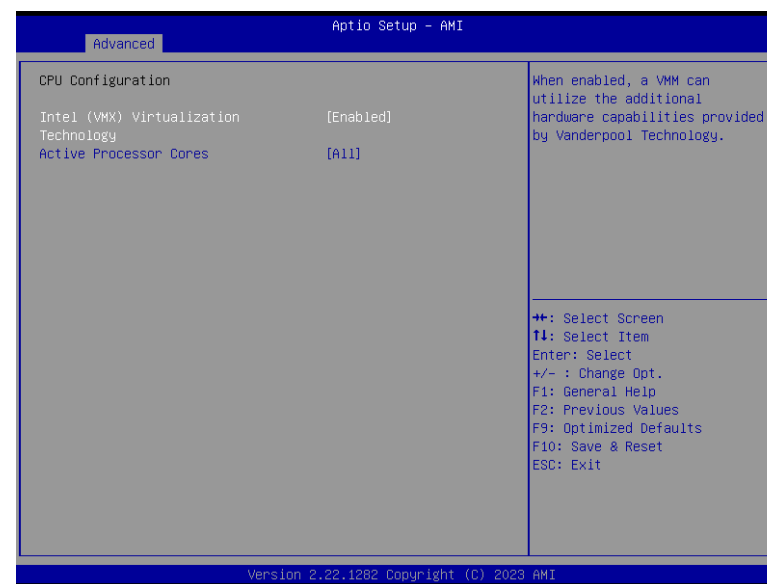 Aptio Setup – AMI
Advanced
CPU Configuration
Intel (VMX) Virtualization Technology [Enabled]
Active Processor Cores [All]
When enabled, a VMM can
utilize the additional
hardware capabilities provided
by Vanderpool Technology.
→←: Select Screen
↑↓: Select Item
Enter: Select
+/- : Change Opt.
F1: General Help
F2: Previous Values
F9: Optimized Defaults
F10: Save & Reset
ESC: Exit
Version 2.22.1282 Copyright (C) 2023 AMI